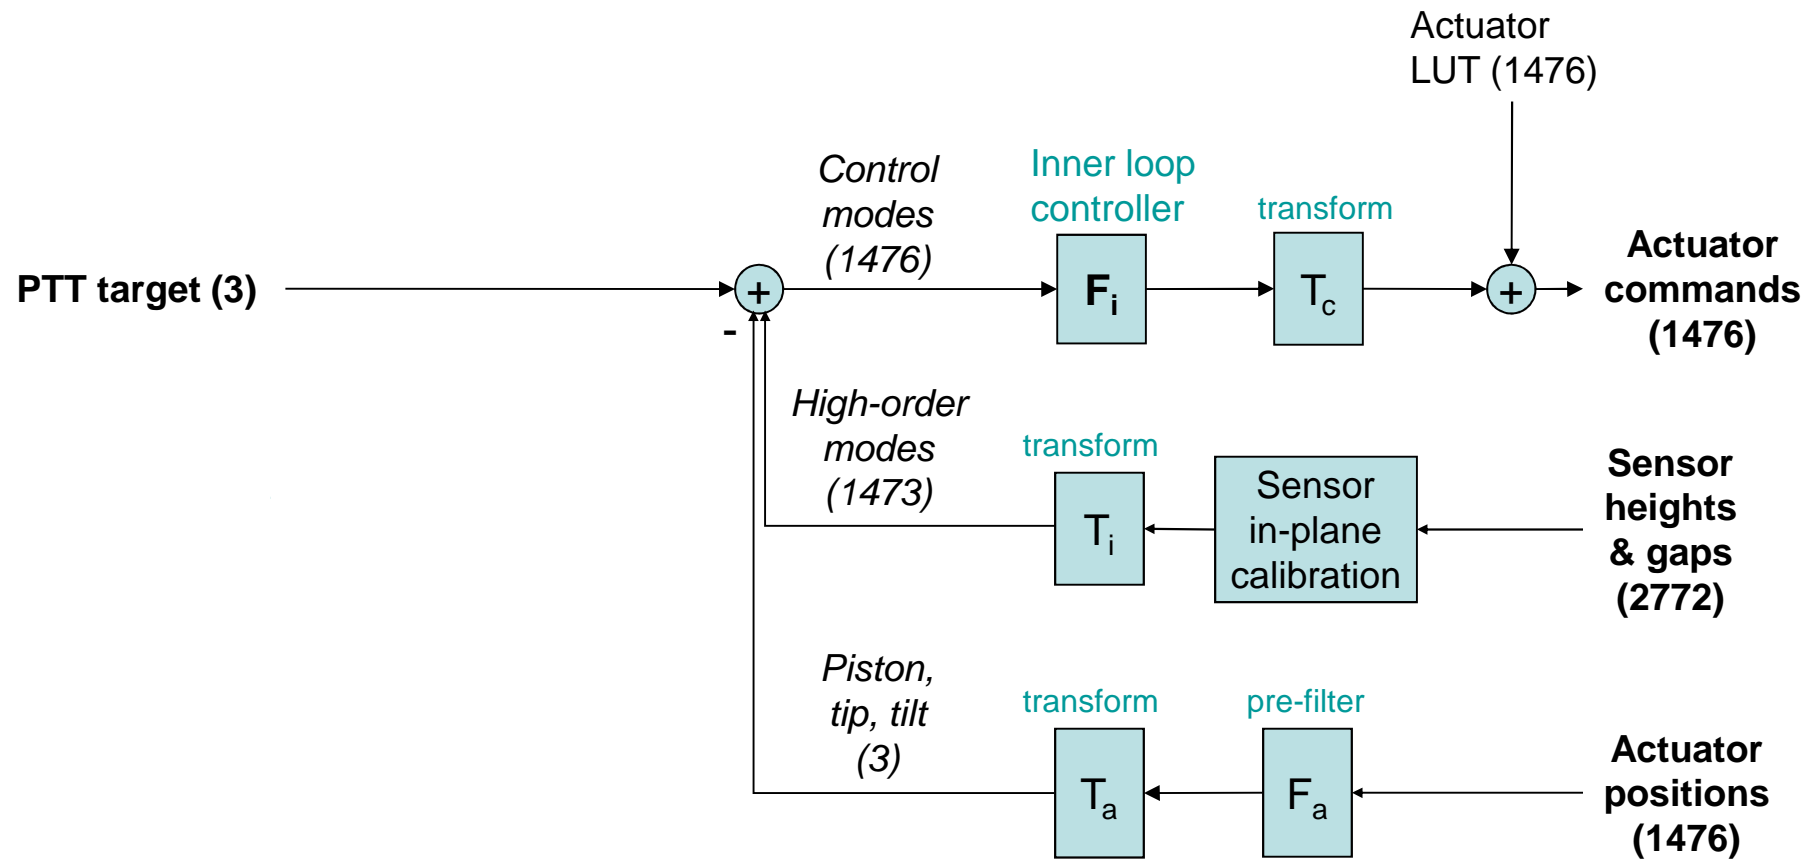 Actuator
LUT (1476)
Control
modes
(1476)
Inner loop
controller
transform
PTT target (3)
+
-
Fi
Tc
+
Actuator
commands
(1476)
High-order
modes
(1473)
transform
Ti
Sensor
in-plane
calibration
Sensor
heights
& gaps
(2772)
Piston,
tip, tilt
(3)
transform
pre-filter
Ta
Fa
Actuator
positions
(1476)